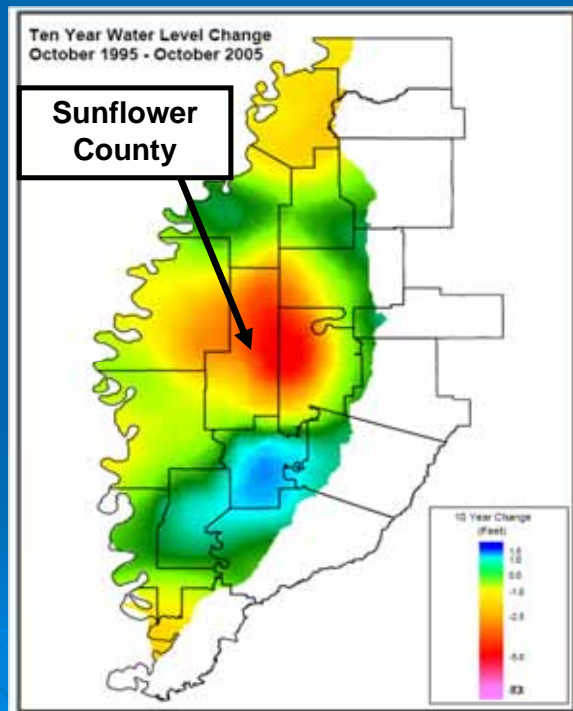 Ten Year Water Level Change
October 1995 - October 2005
Sunflower
County
10 Year Change
(Feet)
1.0
0.0
-1.0
-2.5
-5.0